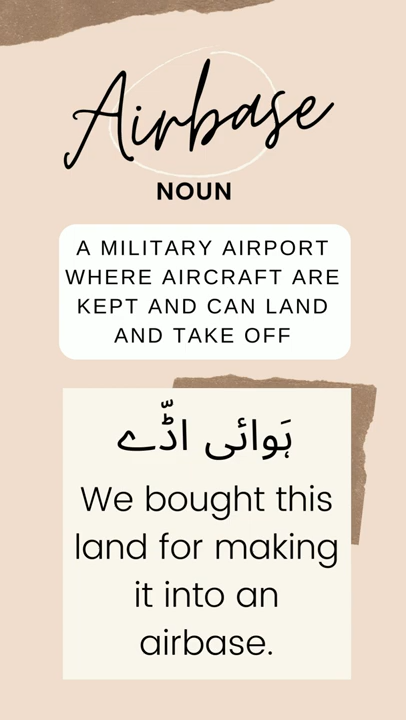 Airbase
NOUN
A MILITARY AIRPORT
WHERE AIRCRAFT ARE
KEPT AND CAN LAND
AND TAKE OFF
ہَوائی اڈّے
We bought this
land for making
it into an
airbase.